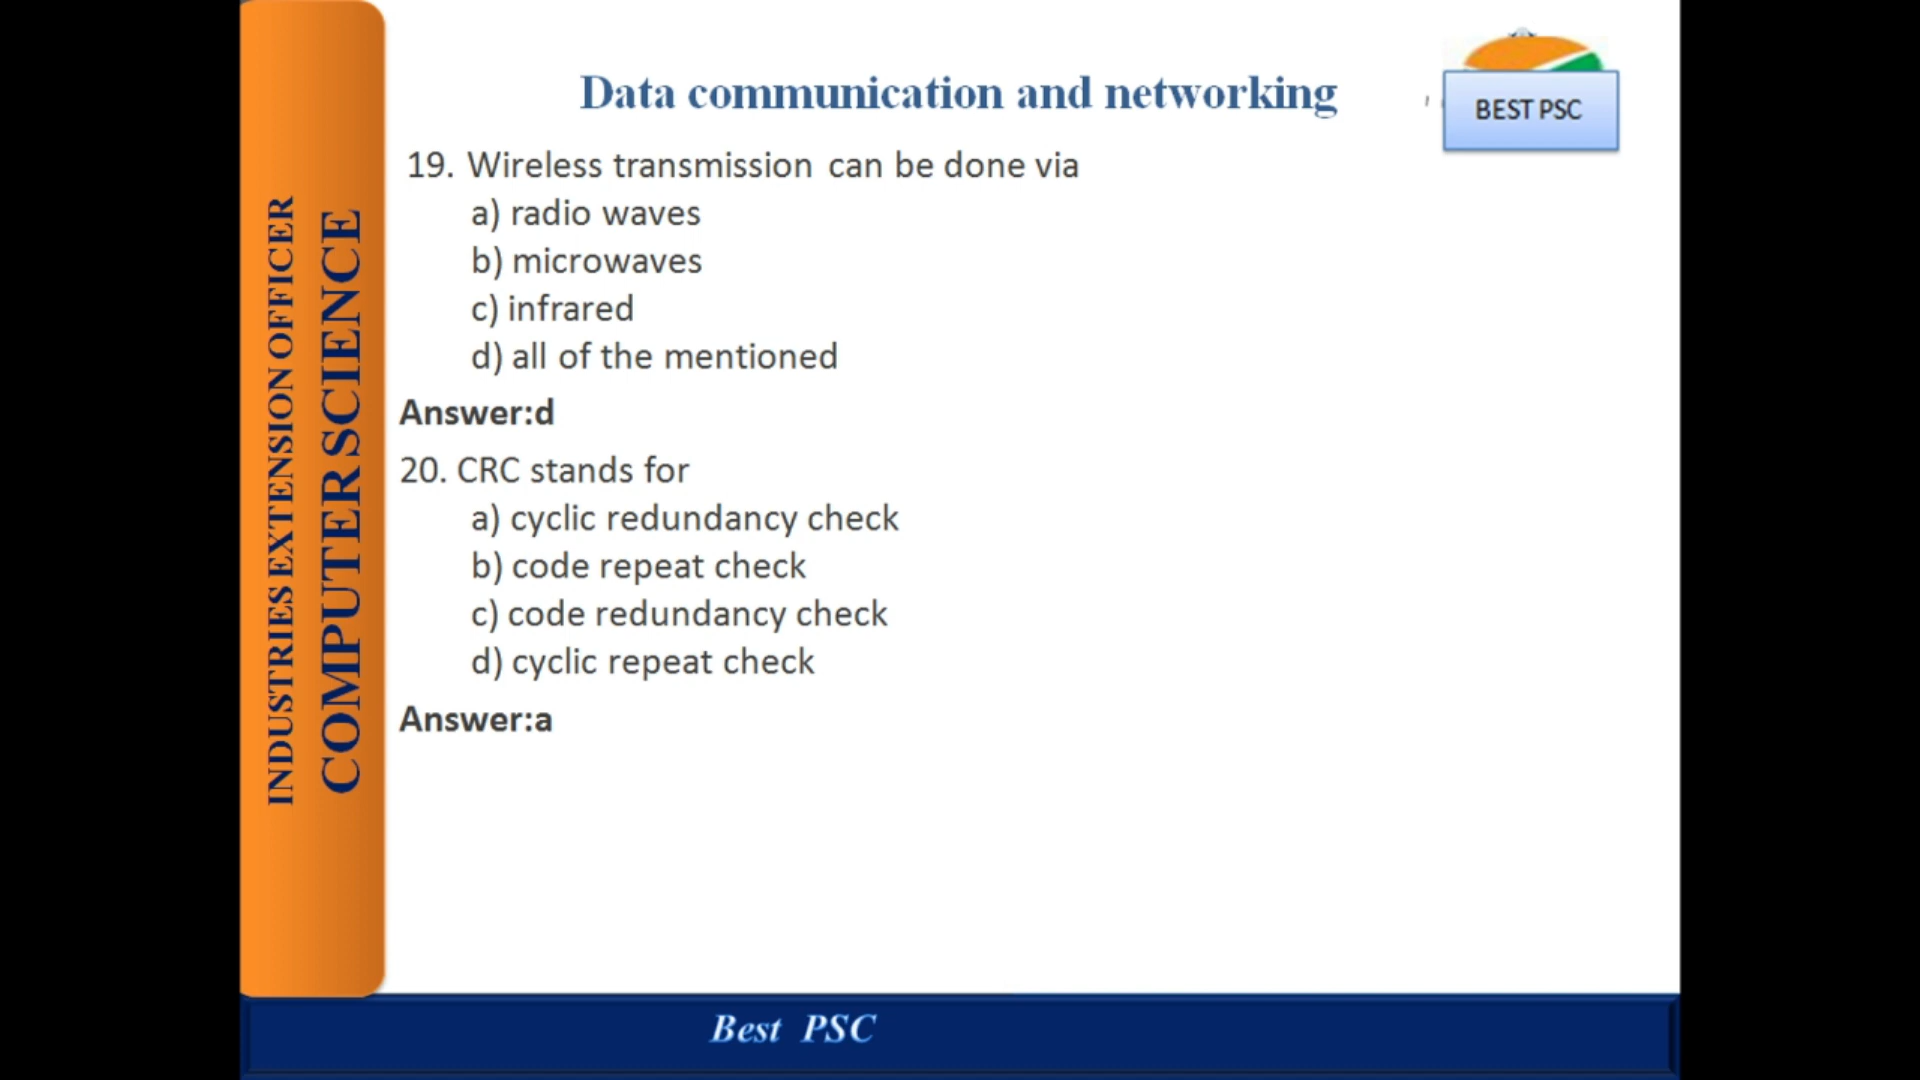 INDUSTRIES EXTENSION OFFICER
COMPUTER SCIENCE
Data communication and networking
BEST PSC
19. Wireless transmission can be done via
a) radio waves
b) microwaves
c) infrared
d) all of the mentioned
Answer:d
20. CRC stands for
a) cyclic redundancy check
b) code repeat check
c) code redundancy check
d) cyclic repeat check
Answer:a
Best PSC